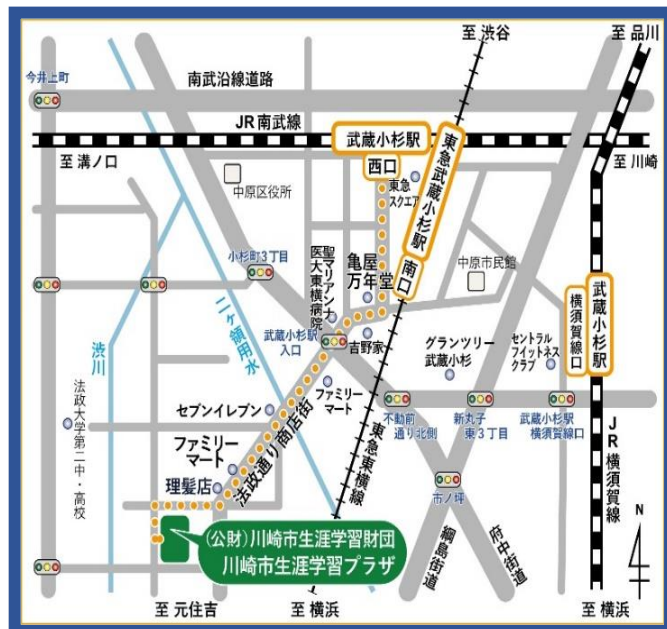 至 渋谷
至 品川
今井上町
南武沿線道路
JR南武線
武蔵小杉駅
西口
東急
スクエア
東急武蔵小杉駅
南口
至 溝ノ口
至 川崎
中原区役所
小杉町3丁目
聖マリアンナ
医大東横病院
亀屋
万年堂
中原市民館
武蔵小杉駅
横須賀線口
二ヶ領用水
渋川
武蔵小杉駅
入口
吉野家
グランツリー
武蔵小杉
セントラル
フィットネス
クラブ
ファミリー
マート
セブンイレブン
法政通り商店街
東急東横線
不動前
通り北側
新丸子
東3丁目
武蔵小杉駅
横須賀線口
法政大学
第二中・高校
ファミリー
マート
理髪店
市ノ坪
JR横須賀線
(公財)川崎市生涯学習財団
川崎市生涯学習プラザ
綱島街道
府中街道
N
至 元住吉
至 横浜
至 横浜